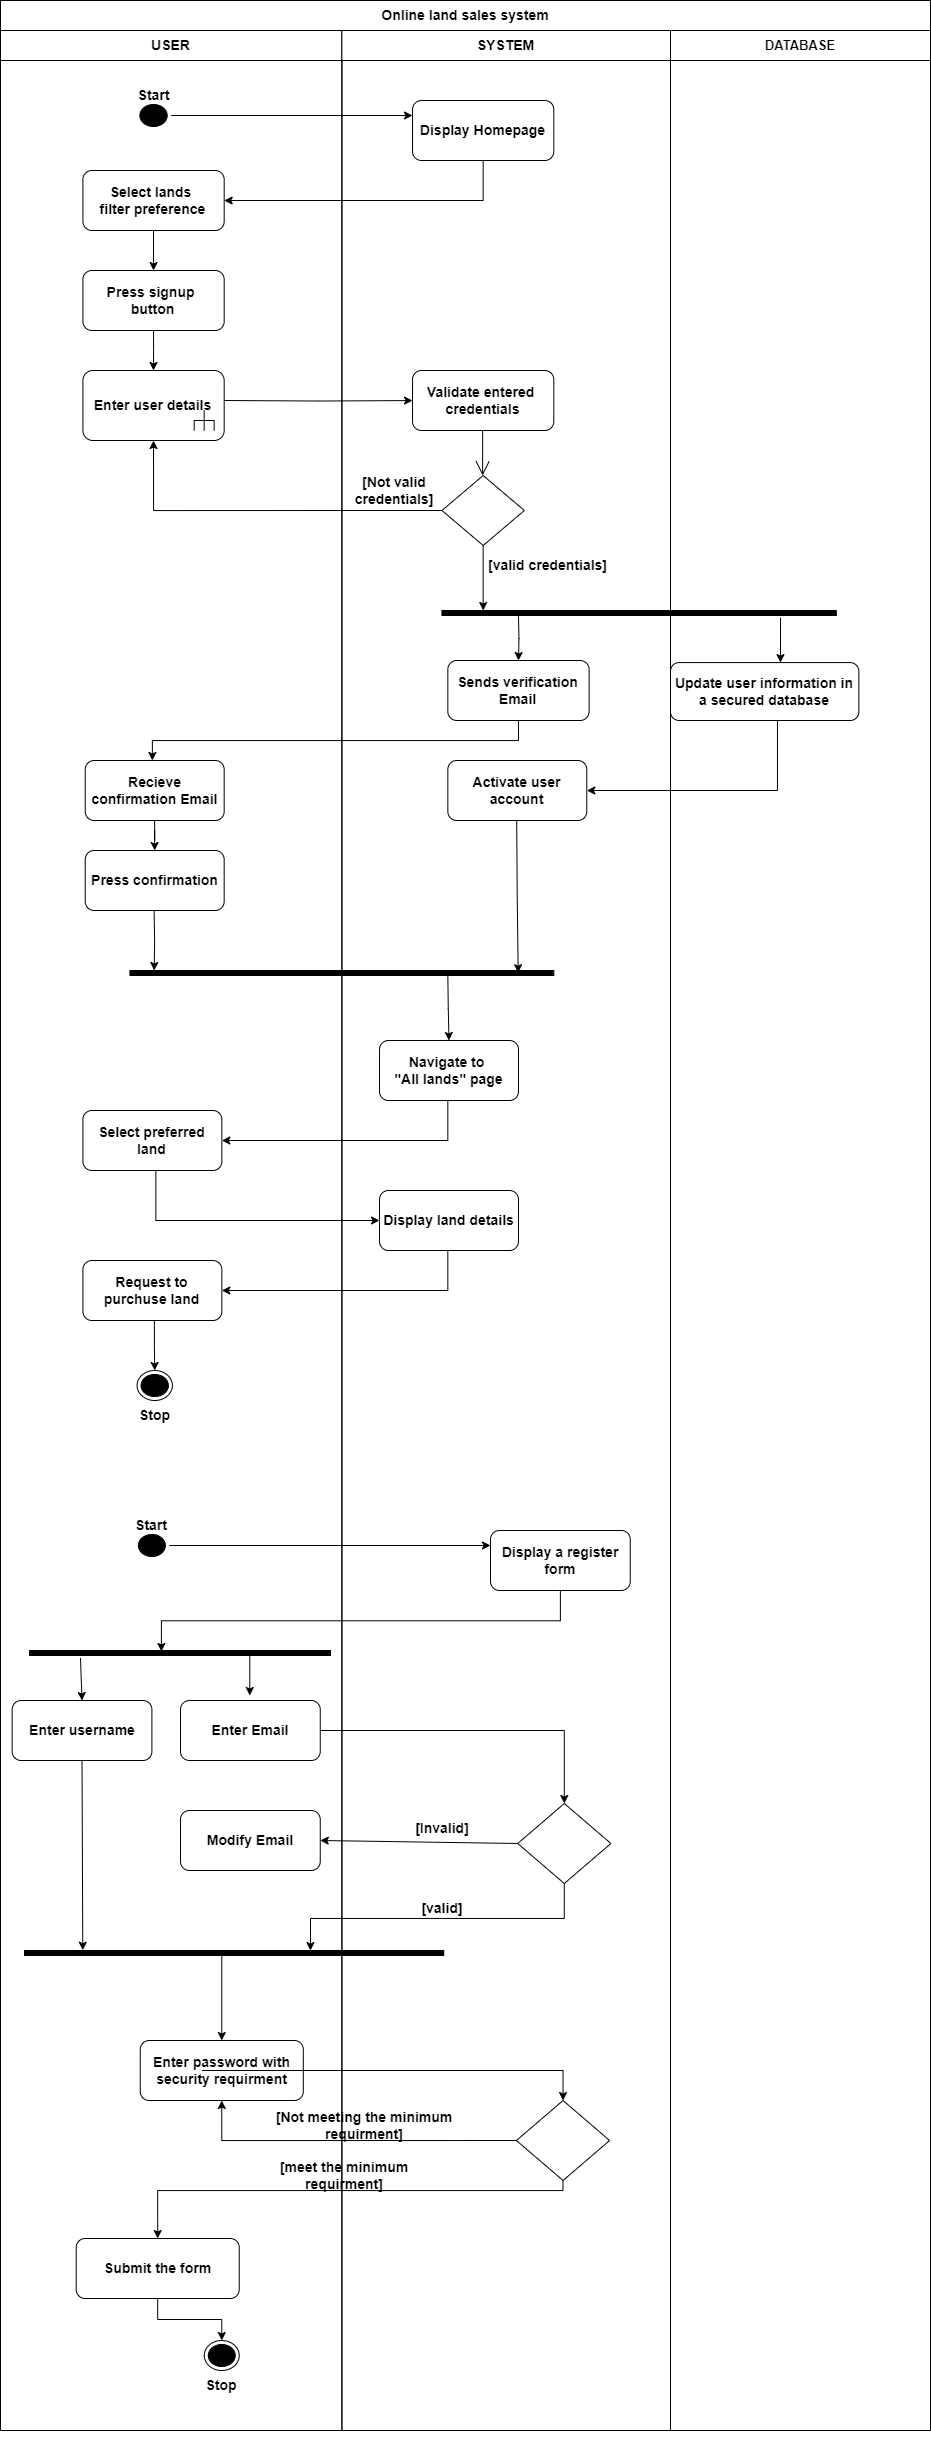 Online land sales system
USER
SYSTEM
DATABASE
Start
Display Homepage
Select lands
filter preference
Press signup
button
Enter user details
Validate entered
credentials
[Not valid
credentials]
[valid credentials]
Sends verification
Email
Update user information in
a secured database
Recieve
confirmation Email
Activate user
account
Press confirmation
Navigate to
"All lands" page
Select preferred
land
Display land details
Request to
purchuse land
Stop
Start
Display a register
form
Enter username
Enter Email
[Invalid]
Modify Email
[valid]
Enter password with
security requirment
[Not meeting the minimum
requirment]
[meet the minimum
requirment]
Submit the form
Stop